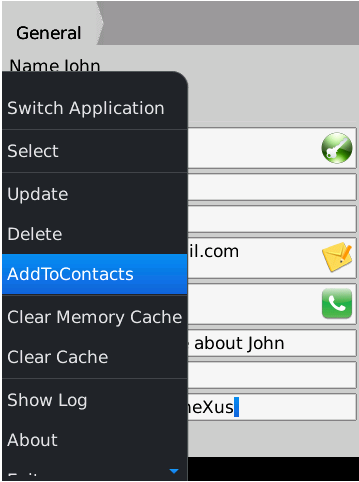 General
Name John
Switch Application
Select
Update
Delete
il.com
AddToContacts
Clear Memory Cache
Clear Cache
about John
Show Log
neXus
About